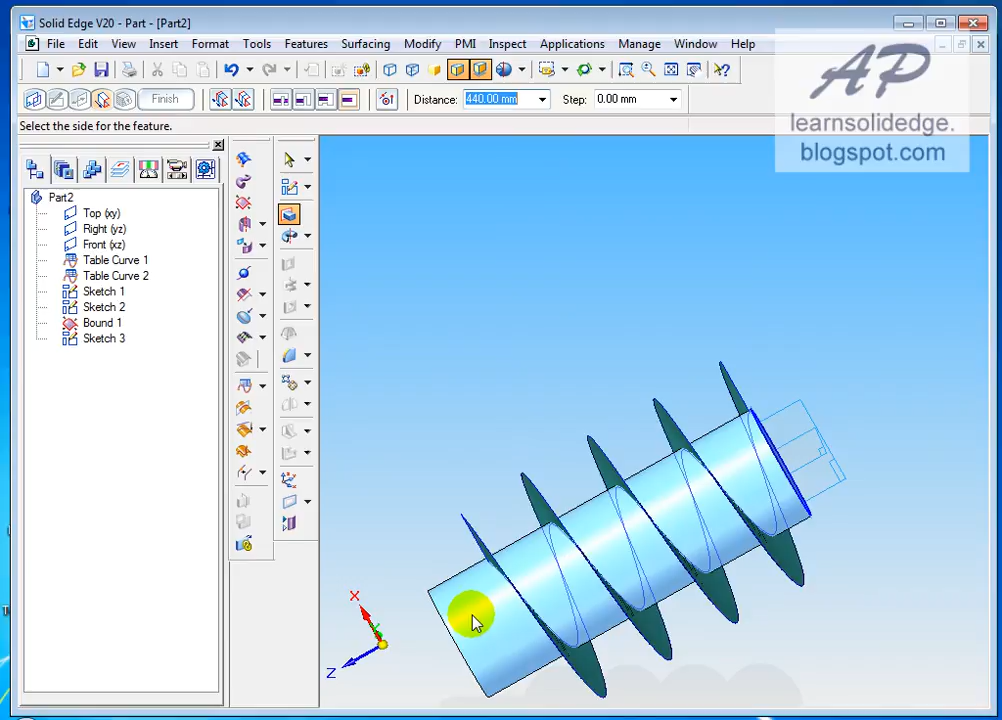 Solid Edge V20 - Part - [Part2]
File Edit View Insert Format Tools Features Surfacing Modify PMI Inspect Applications Manage Window Help
Finish Distance: 440.00 mm Step: 0.00 mm
Select the side for the feature.
AP
learnsolidedge.
blogspot.com
Part2
Top (xy)
Right (yz)
Front (xz)
Table Curve 1
Table Curve 2
Sketch 1
Sketch 2
Bound 1
Sketch 3
X
Z